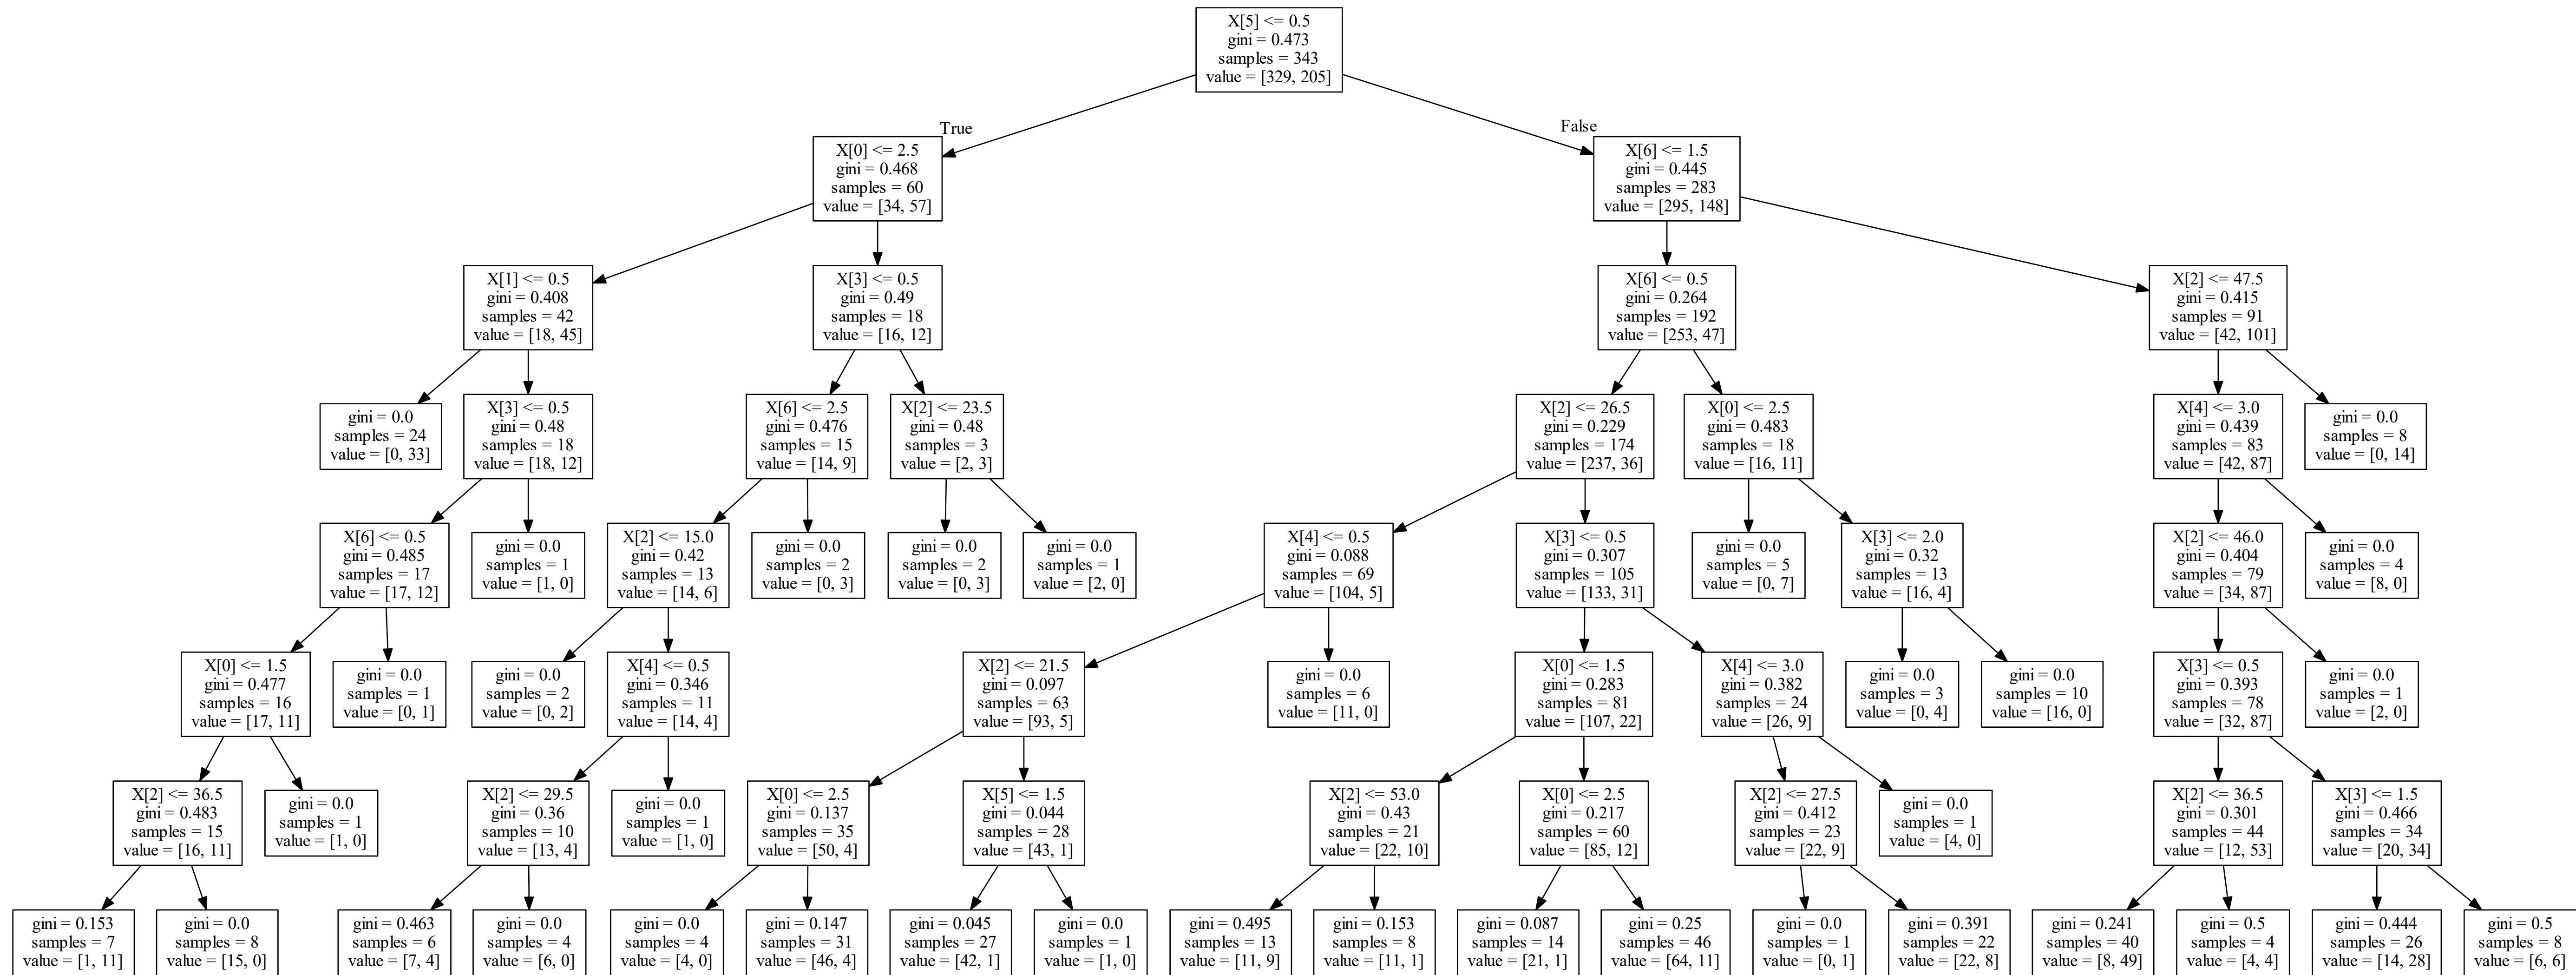 X[5] <= 0.5
gini = 0.473
samples = 343
value = [329, 205]
True
False
X[0] <= 2.5
gini = 0.468
samples = 60
value = [34, 57]
X[6] <= 1.5
gini = 0.445
samples = 283
value = [295, 148]
X[1] <= 0.5
gini = 0.408
samples = 42
value = [18, 45]
X[3] <= 0.5
gini = 0.49
samples = 18
value = [16, 12]
X[6] <= 0.5
gini = 0.264
samples = 192
value = [253, 47]
X[2] <= 47.5
gini = 0.415
samples = 91
value = [42, 101]
gini = 0.0
samples = 24
value = [0, 33]
X[3] <= 0.5
gini = 0.48
samples = 18
value = [18, 12]
X[6] <= 2.5
gini = 0.476
samples = 15
value = [14, 9]
X[2] <= 23.5
gini = 0.48
samples = 3
value = [2, 3]
X[2] <= 26.5
gini = 0.229
samples = 174
value = [237, 36]
X[0] <= 2.5
gini = 0.483
samples = 18
value = [16, 11]
X[4] <= 3.0
gini = 0.439
samples = 83
value = [42, 87]
gini = 0.0
samples = 8
value = [0, 14]
X[6] <= 0.5
gini = 0.485
samples = 17
value = [17, 12]
gini = 0.0
samples = 1
value = [1, 0]
X[2] <= 15.0
gini = 0.42
samples = 13
value = [14, 6]
gini = 0.0
samples = 2
value = [0, 3]
gini = 0.0
samples = 2
value = [0, 3]
gini = 0.0
samples = 1
value = [2, 0]
X[4] <= 0.5
gini = 0.088
samples = 69
value = [104, 5]
X[3] <= 0.5
gini = 0.307
samples = 105
value = [133, 31]
gini = 0.0
samples = 5
value = [0, 7]
X[3] <= 2.0
gini = 0.32
samples = 13
value = [16, 4]
X[2] <= 46.0
gini = 0.404
samples = 79
value = [34, 87]
gini = 0.0
samples = 4
value = [8, 0]
X[0] <= 1.5
gini = 0.477
samples = 16
value = [17, 11]
gini = 0.0
samples = 1
value = [0, 1]
gini = 0.0
samples = 2
value = [0, 2]
X[4] <= 0.5
gini = 0.346
samples = 11
value = [14, 4]
X[2] <= 21.5
gini = 0.097
samples = 63
value = [93, 5]
gini = 0.0
samples = 6
value = [11, 0]
X[0] <= 1.5
gini = 0.283
samples = 81
value = [107, 22]
X[4] <= 3.0
gini = 0.382
samples = 24
value = [26, 9]
gini = 0.0
samples = 3
value = [0, 4]
gini = 0.0
samples = 10
value = [16, 0]
X[3] <= 0.5
gini = 0.393
samples = 78
value = [32, 87]
gini = 0.0
samples = 1
value = [2, 0]
X[2] <= 36.5
gini = 0.483
samples = 15
value = [16, 11]
gini = 0.0
samples = 1
value = [1, 0]
X[2] <= 29.5
gini = 0.36
samples = 10
value = [13, 4]
gini = 0.0
samples = 1
value = [1, 0]
X[0] <= 2.5
gini = 0.137
samples = 35
value = [50, 4]
X[5] <= 1.5
gini = 0.044
samples = 28
value = [43, 1]
X[2] <= 53.0
gini = 0.43
samples = 21
value = [22, 10]
X[0] <= 2.5
gini = 0.217
samples = 60
value = [85, 12]
X[2] <= 27.5
gini = 0.412
samples = 23
value = [22, 9]
gini = 0.0
samples = 1
value = [4, 0]
X[2] <= 36.5
gini = 0.301
samples = 44
value = [12, 53]
X[3] <= 1.5
gini = 0.466
samples = 34
value = [20, 34]
gini = 0.153
samples = 7
value = [1, 11]
gini = 0.0
samples = 8
value = [15, 0]
gini = 0.463
samples = 6
value = [7, 4]
gini = 0.0
samples = 4
value = [6, 0]
gini = 0.0
samples = 4
value = [4, 0]
gini = 0.147
samples = 31
value = [46, 4]
gini = 0.045
samples = 27
value = [42, 1]
gini = 0.0
samples = 1
value = [1, 0]
gini = 0.495
samples = 13
value = [11, 9]
gini = 0.153
samples = 8
value = [11, 1]
gini = 0.087
samples = 14
value = [21, 1]
gini = 0.25
samples = 46
value = [64, 11]
gini = 0.0
samples = 1
value = [0, 1]
gini = 0.391
samples = 22
value = [22, 8]
gini = 0.241
samples = 40
value = [8, 49]
gini = 0.5
samples = 4
value = [4, 4]
gini = 0.444
samples = 26
value = [14, 28]
gini = 0.5
samples = 8
value = [6, 6]